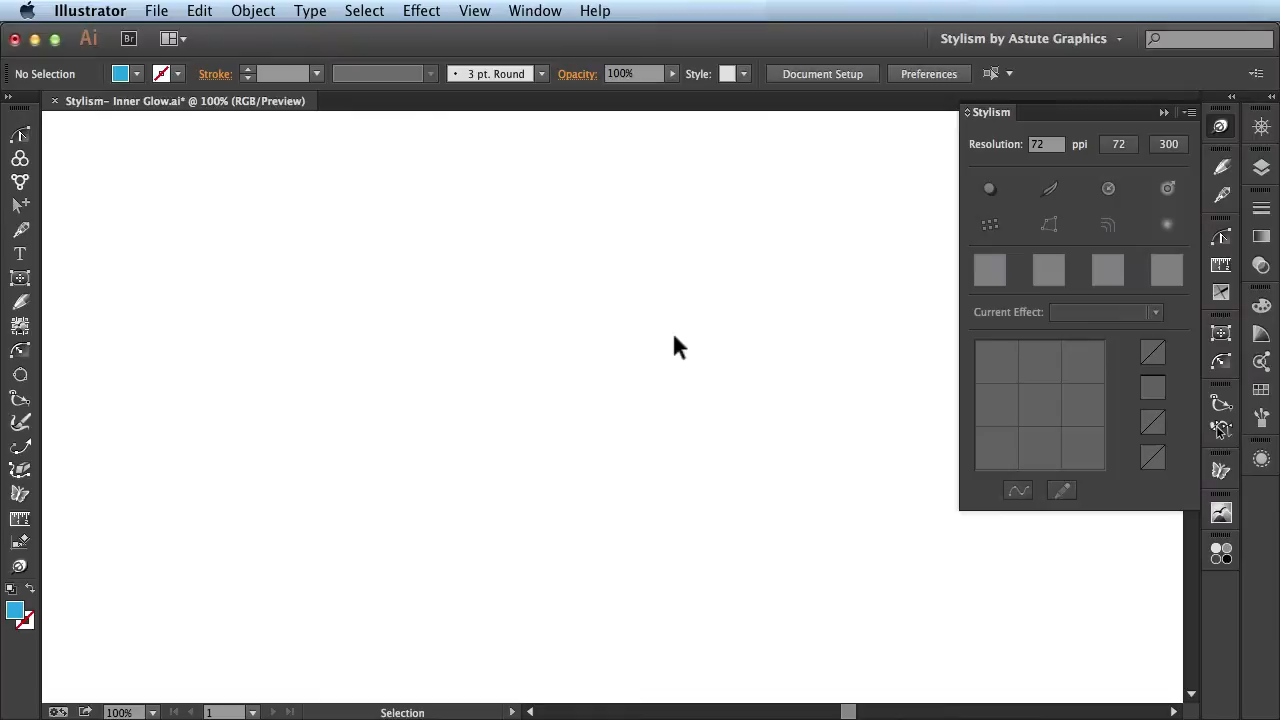 Illustrator File Edit Object Type Select Effect View Window Help
Ai Br Stylism by Astute Graphics
No Selection Stroke: 3 pt. Round Opacity: 100% Style: Document Setup Preferences
Stylism- Inner Glow.ai* @ 100% (RGB/Preview)
Stylism
Resolution: 72 ppi 72 300
Current Effect:
T
100% 1 Selection